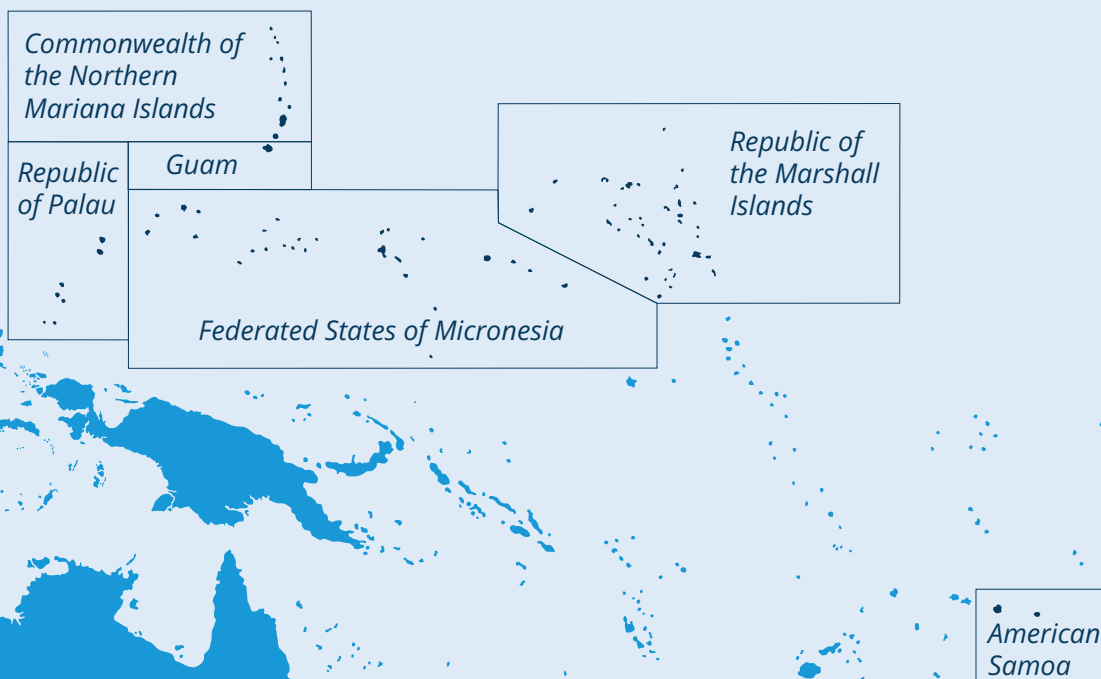 Commonwealth of
the Northern
Mariana Islands
Republic
of Palau
Guam
Republic of
the Marshall
Islands
Federated States of Micronesia
American
Samoa